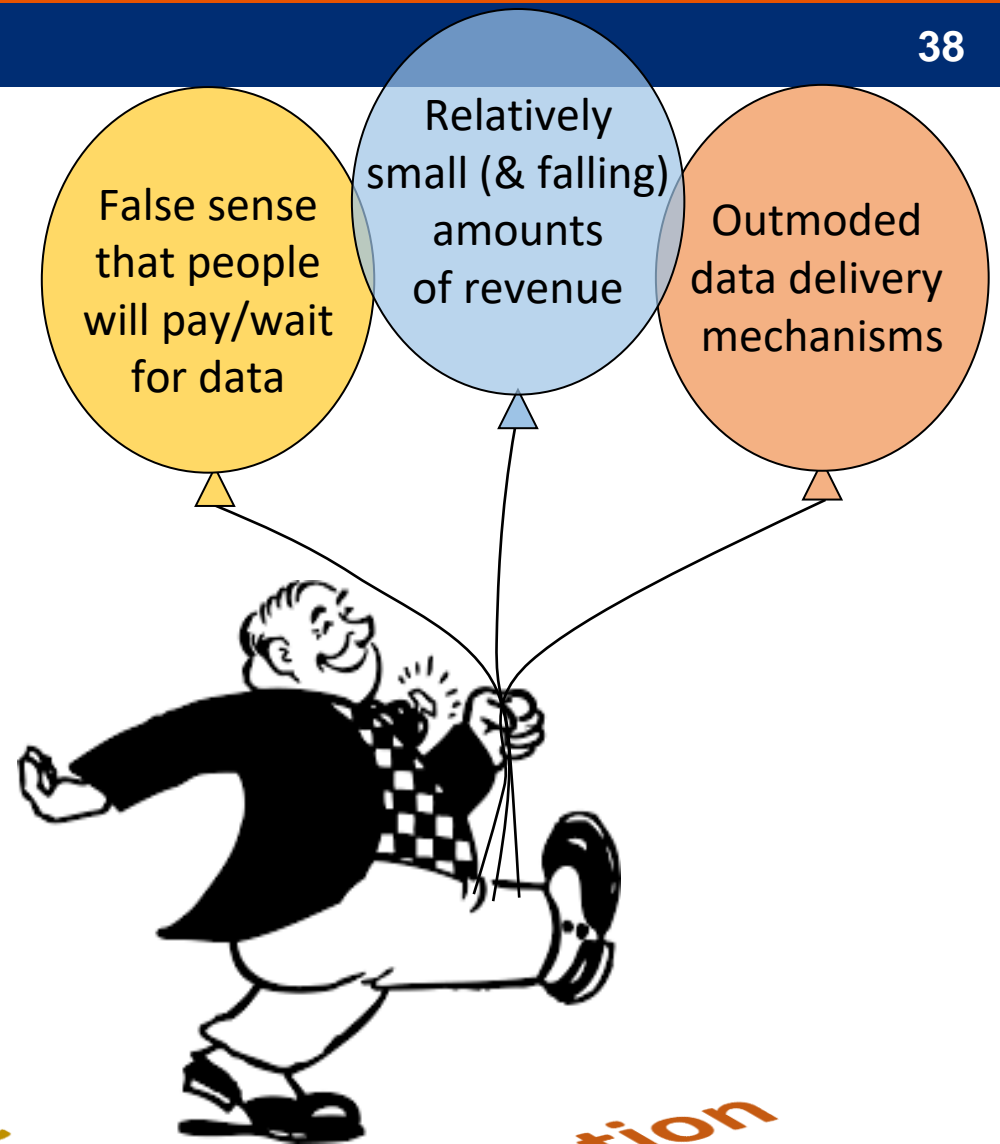 38
False sense
that people
will pay/wait
for data
Relatively
small (& falling)
amounts
of revenue
Outmoded
data delivery
mechanisms